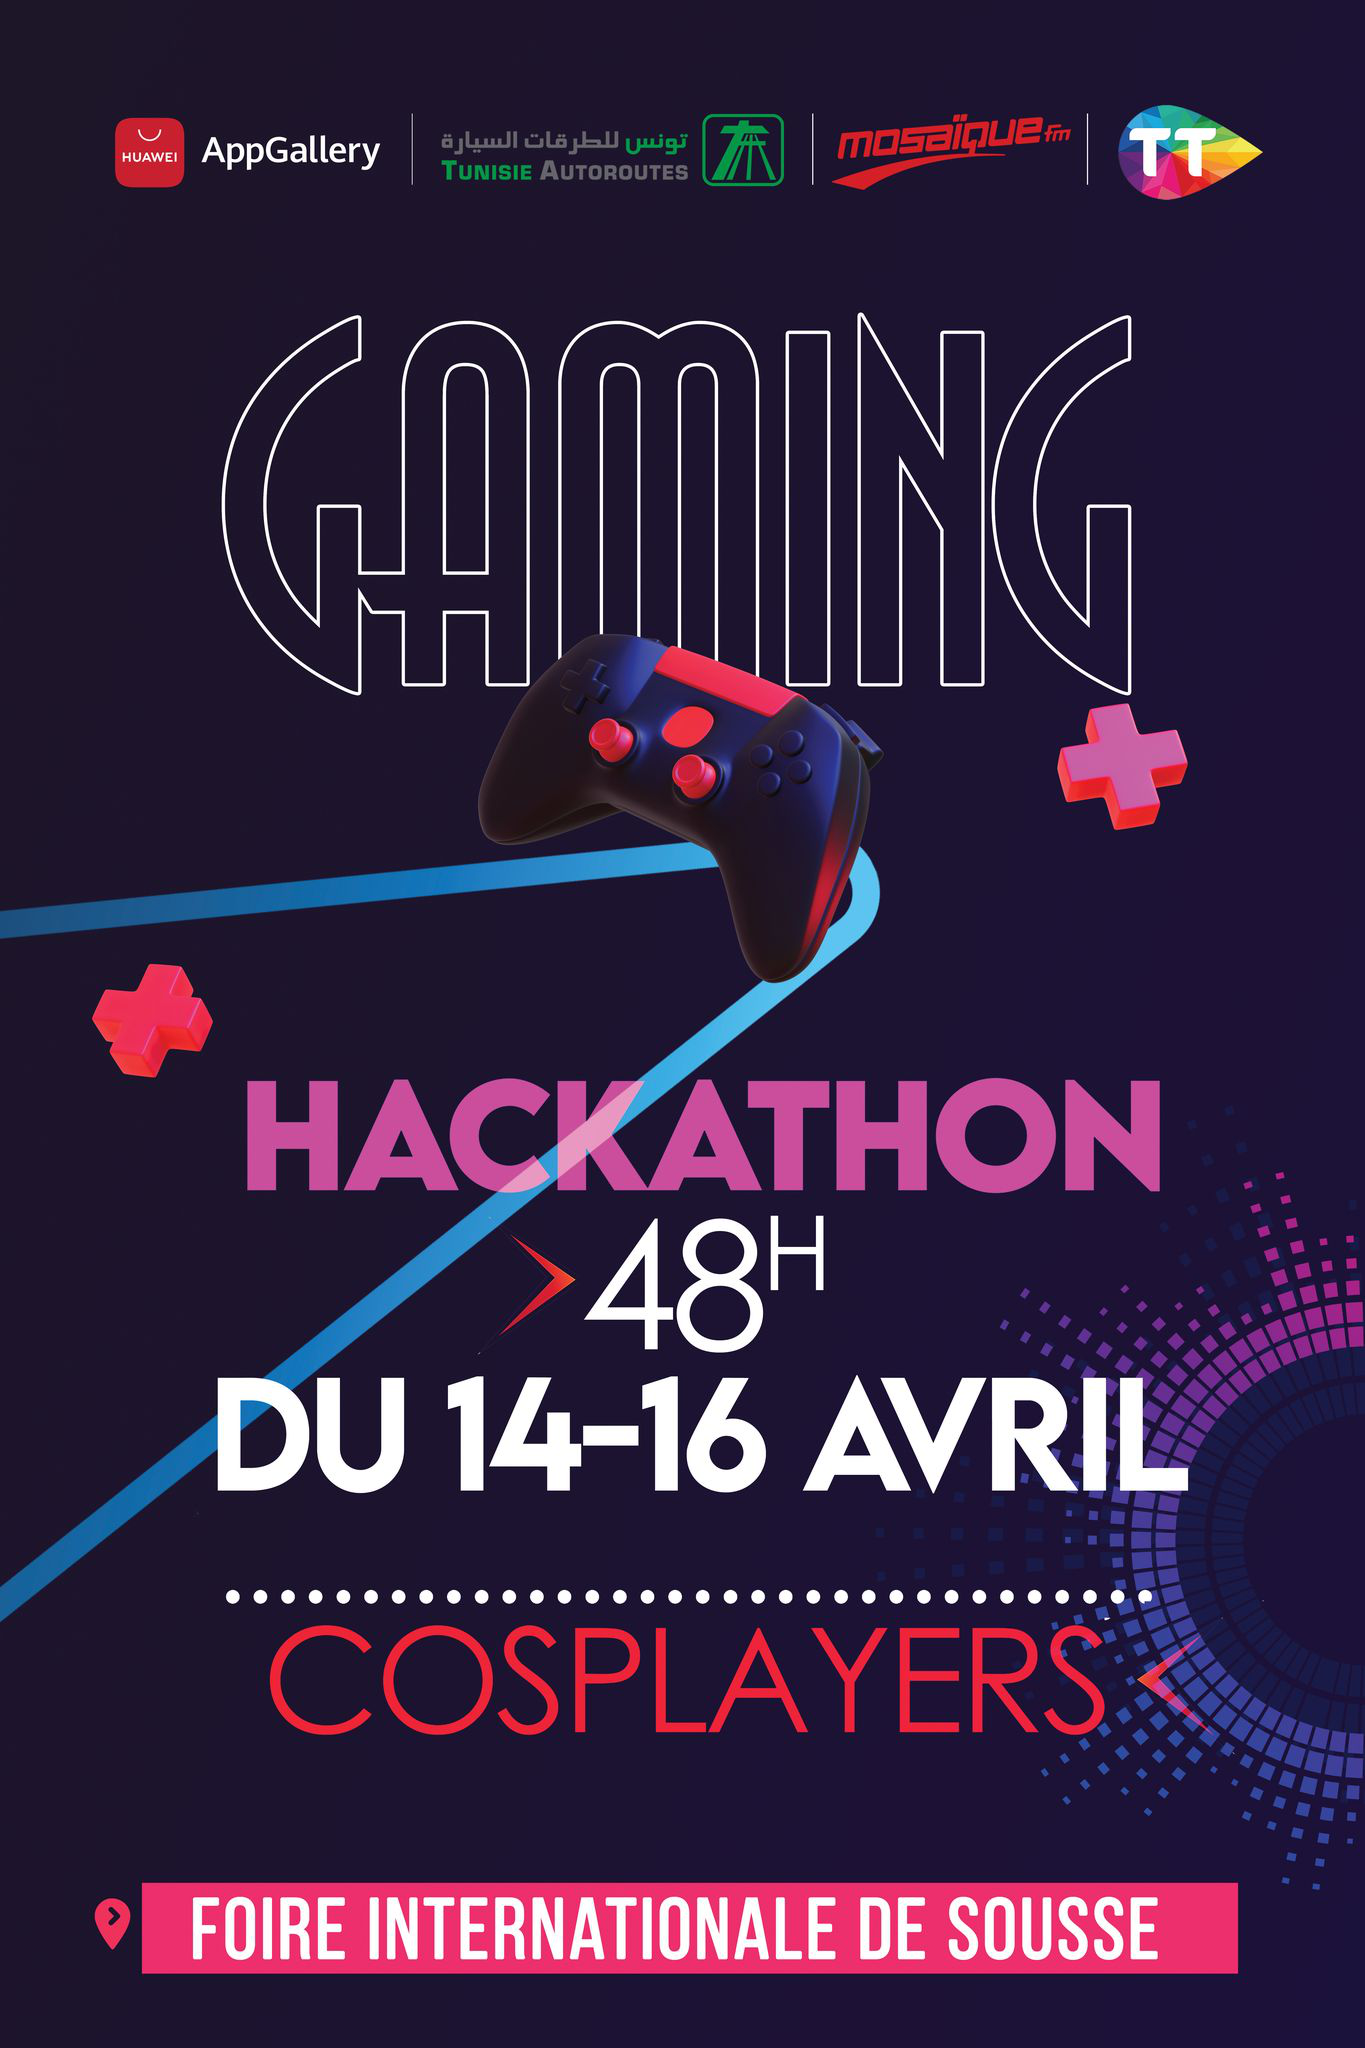 HUAWEI AppGallery
تونس للطرقات السيارة
TUNISIE AUTOROUTES
mosaïque fm
TT
GAMING
HACKATHON
48H
DU 14-16 AVRIL
COSPLAYERS
FOIRE INTERNATIONALE DE SOUSSE